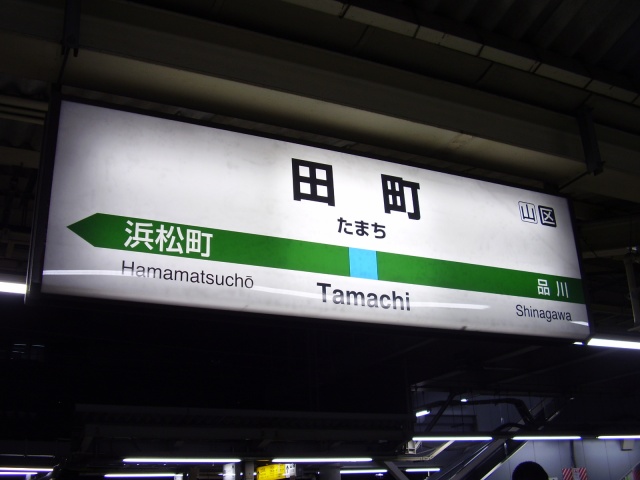 田町
たまち
山 区
浜松町
品川
Hamamatsuchō
Tamachi
Shinagawa